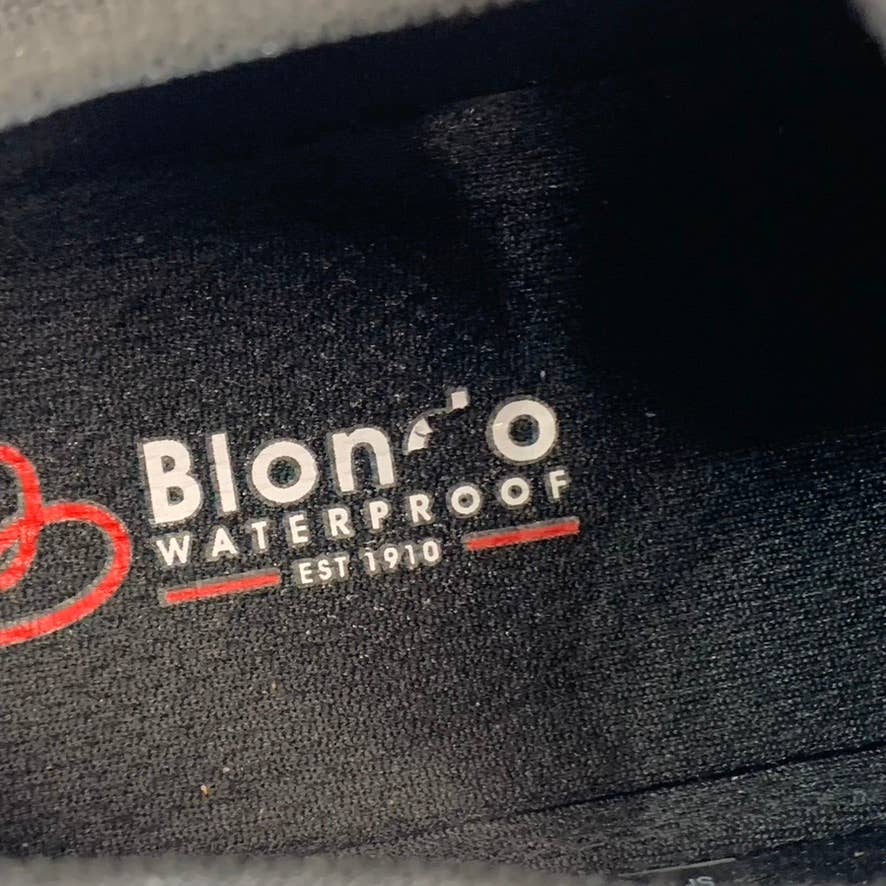 Blondo
WATERPROOF
EST 1910